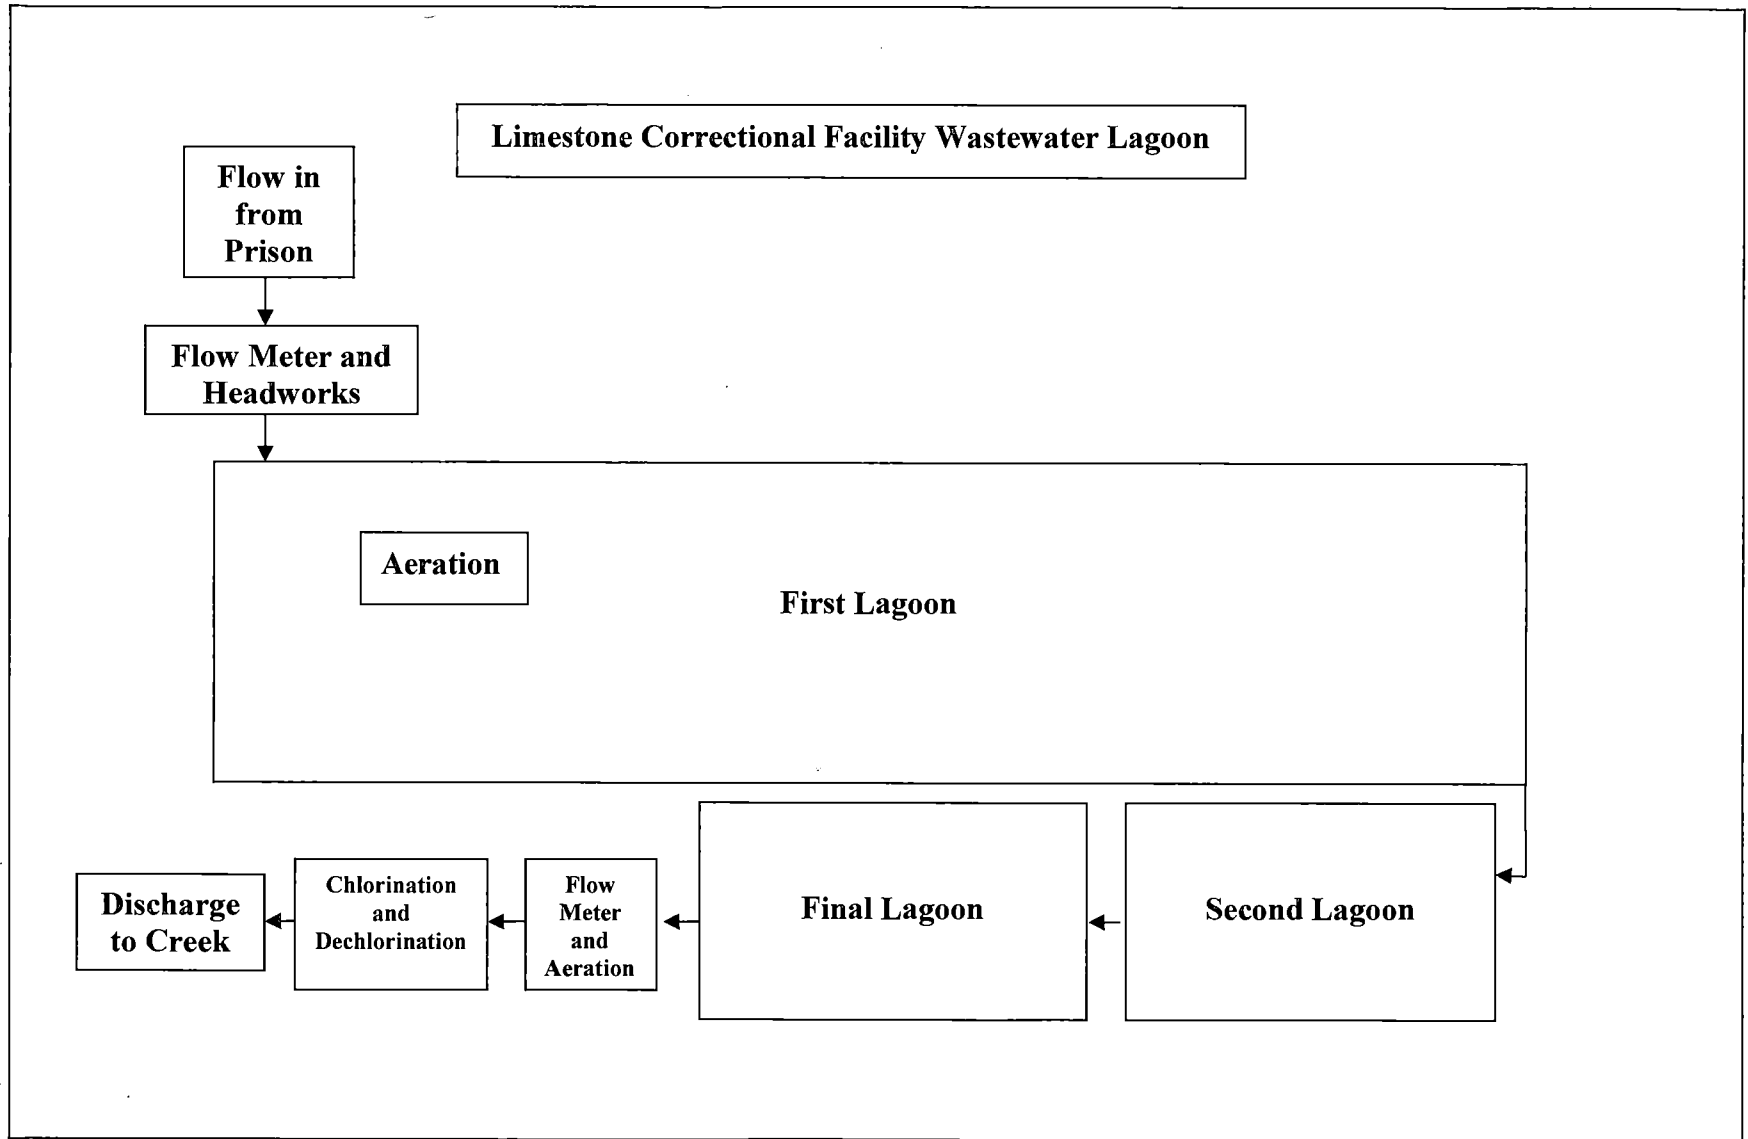 Limestone Correctional Facility Wastewater Lagoon
Flow in
from
Prison
Flow Meter and
Headworks
Aeration
First Lagoon
Second Lagoon
Final Lagoon
Flow
Meter
and
Aeration
Chlorination
and
Dechlorination
Discharge
to Creek